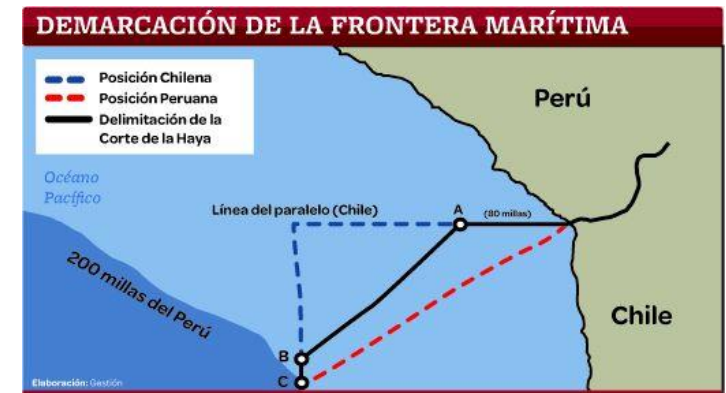 DEMARCACIÓN DE LA FRONTERA MARÍTIMA
Posición Chilena
Posición Peruana
Delimitación de la
Corte de la Haya
Perú
Océano
Pacífico
Línea del paralelo (Chile)
A
(80 millas)
200 millas del Perú
Chile
B
C
Elaboración: Gestión